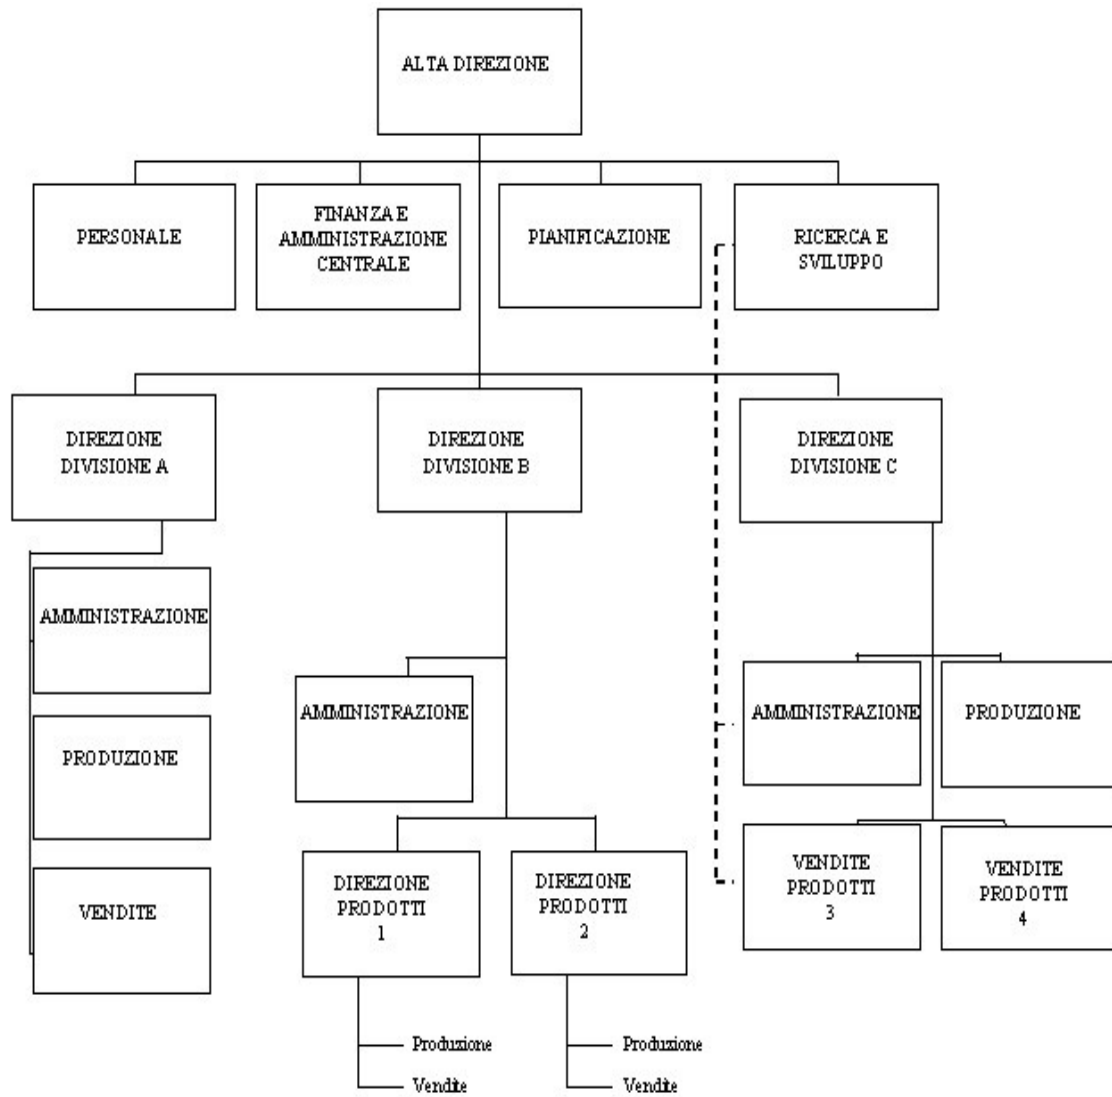 ALTA DIREZIONE
PERSONALE
FINANZA E
AMMINISTRAZIONE
CENTRALE
PIANIFICAZIONE
RICERCA E
SVILUPPO
DIREZIONE
DIVISIONE A
DIREZIONE
DIVISIONE B
DIREZIONE
DIVISIONE C
AMMINISTRAZIONE
PRODUZIONE
VENDITE
AMMINISTRAZIONE
DIREZIONE
PRODOTTI
1
DIREZIONE
PRODOTTI
2
Produzione
Vendite
Produzione
Vendite
AMMINISTRAZIONE
PRODUZIONE
VENDITE
PRODOTTI
3
VENDITE
PRODOTTI
4